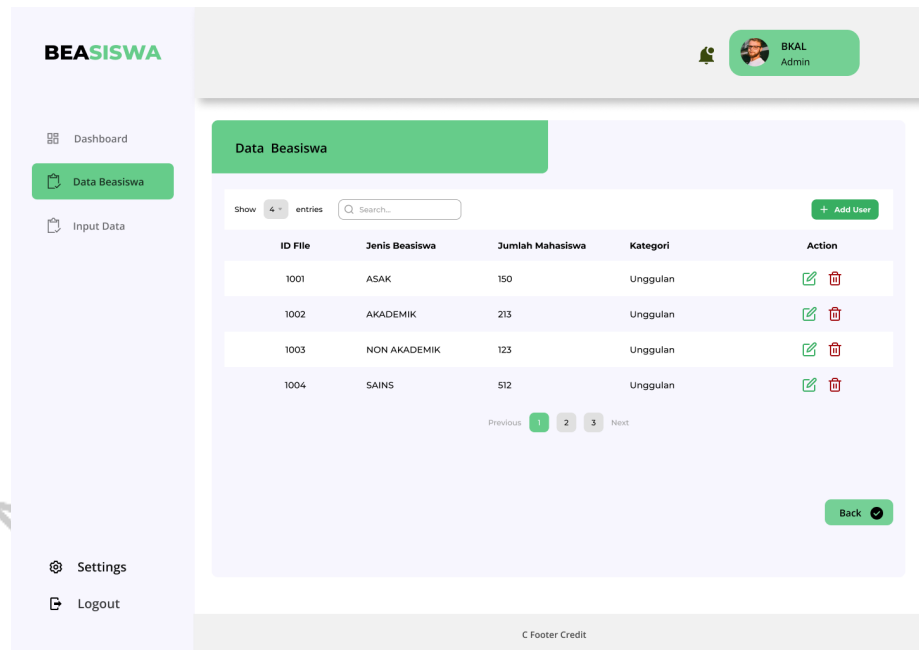 BEASISWA
BKAL
Admin
Dashboard
Data Beasiswa
Input Data
Settings
Logout
Data Beasiswa
Show 4 entries Search... + Add User
ID FIle Jenis Beasiswa Jumlah Mahasiswa Kategori Action
1001 ASAK 150 Unggulan
1002 AKADEMIK 213 Unggulan
1003 NON AKADEMIK 123 Unggulan
1004 SAINS 512 Unggulan
Previous 1 2 3 Next
Back
C Footer Credit